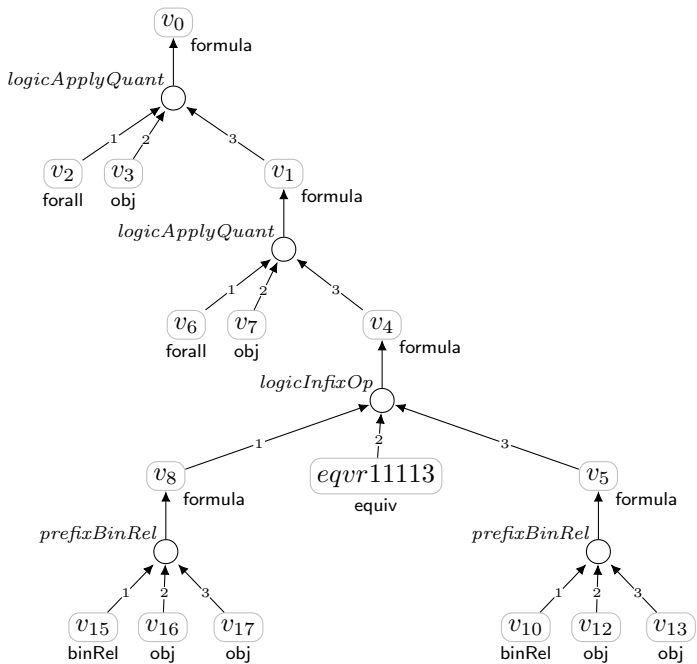 v0
formula
logicApplyQuant
1 2 3
v2 v3 v1
forall obj formula
logicApplyQuant
1 2 3
v6 v7 v4
forall obj formula
logicInfixOp
1 2 3
v8 eqvr11113 v5
formula equiv formula
prefixBinRel prefixBinRel
1 2 3 1 2 3
v15 v16 v17 v10 v12 v13
binRel obj obj binRel obj obj